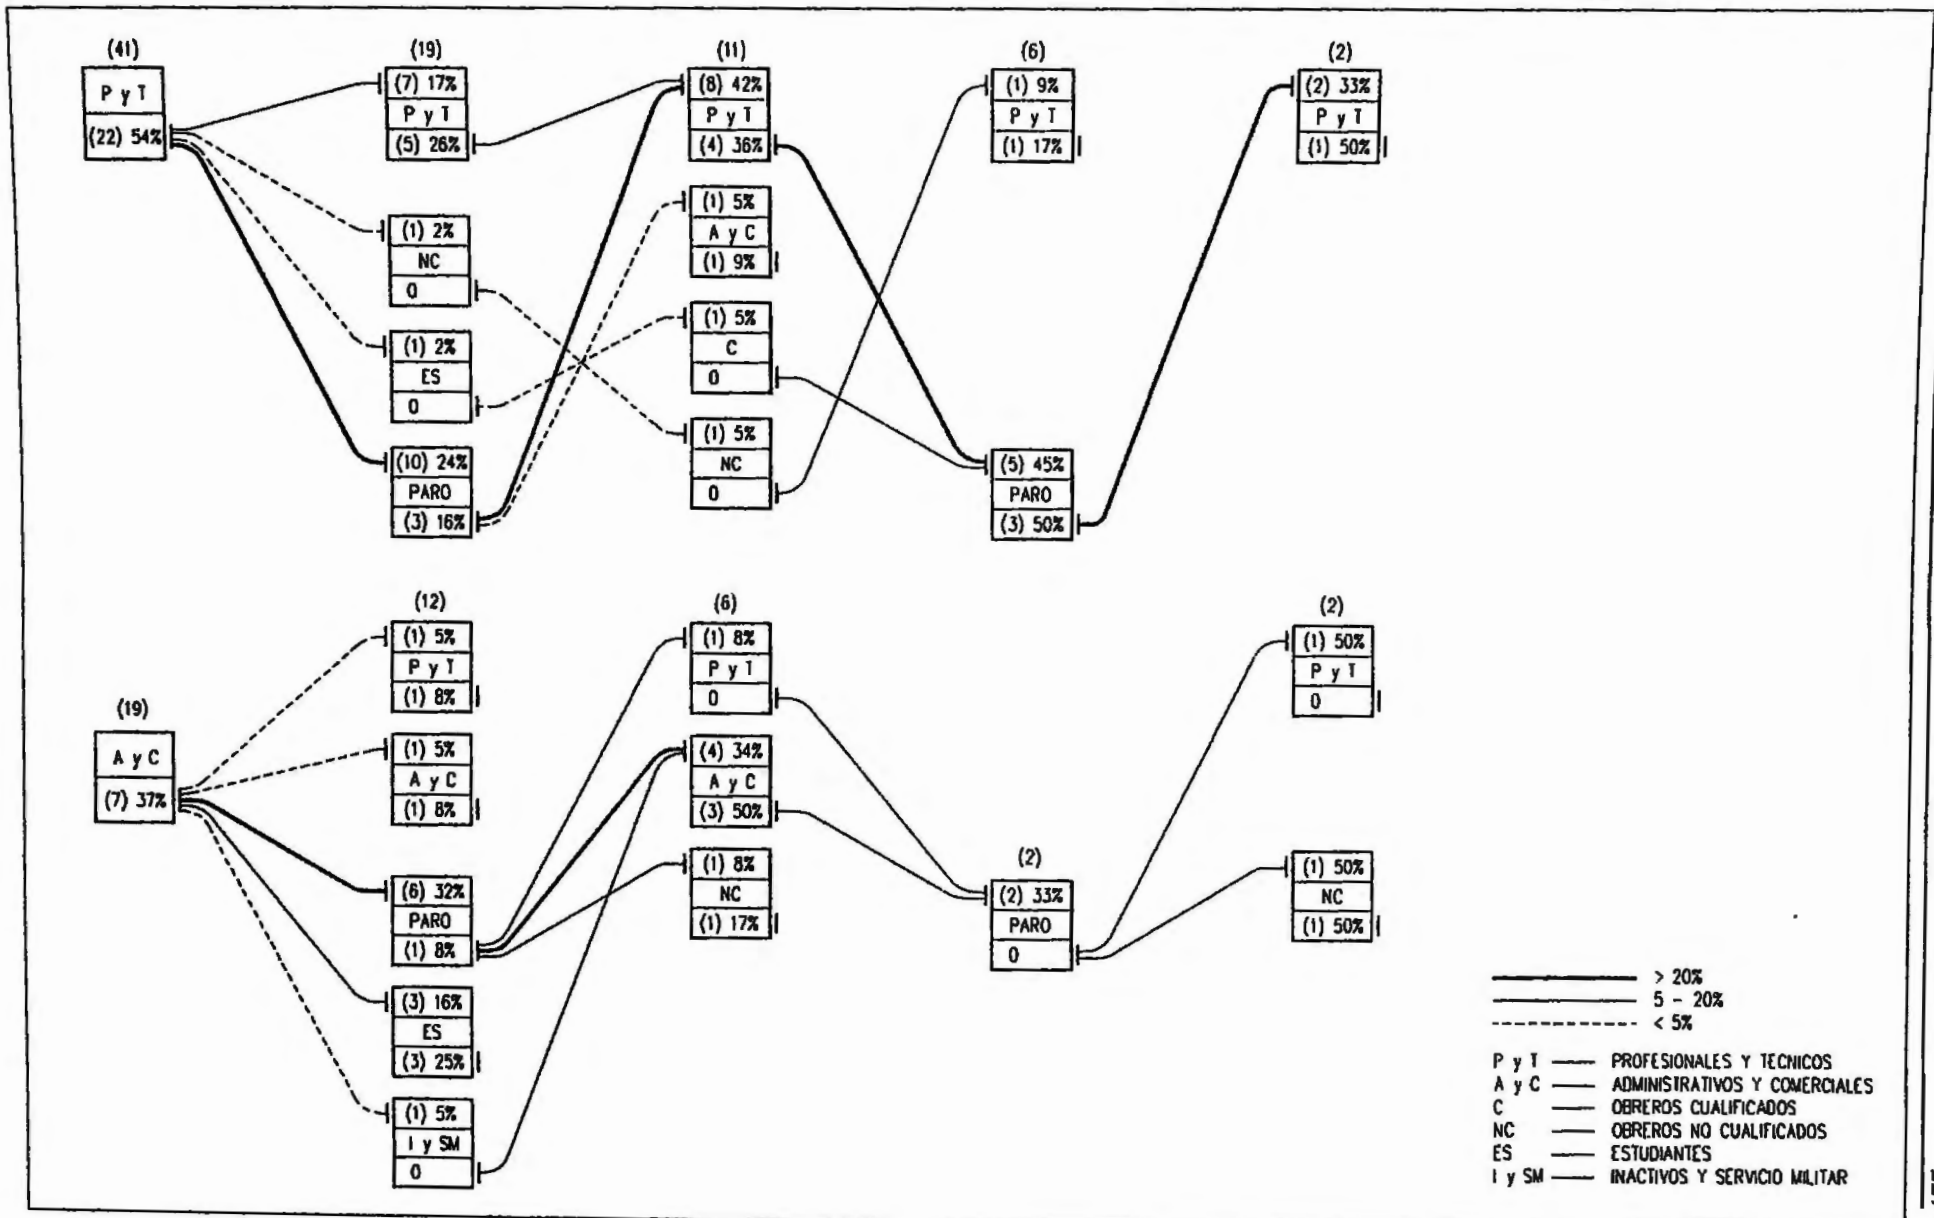 (41)
P y T
(22) 54%
(19)
(7) 17%
P y T
(5) 26%
(1) 2%
NC
0
(1) 2%
ES
0
(10) 24%
PARO
(3) 16%
(11)
(8) 42%
P y T
(4) 36%
(1) 5%
A y C
(1) 9%
(1) 5%
C
0
(1) 5%
NC
0
(6)
(1) 9%
P y T
(1) 17%
(5) 45%
PARO
(3) 50%
(2)
(2) 33%
P y T
(1) 50%
(19)
A y C
(7) 37%
(12)
(1) 5%
P y T
(1) 8%
(1) 5%
A y C
(1) 8%
(6) 32%
PARO
(1) 8%
(3) 16%
ES
(3) 25%
(1) 5%
I y SM
0
(6)
(1) 8%
P y T
0
(4) 34%
A y C
(3) 50%
(1) 8%
NC
(1) 17%
(2)
(2) 33%
PARO
0
(2)
(1) 50%
P y T
0
(1) 50%
NC
(1) 50%
> 20%
5 - 20%
< 5%
P y T — PROFESIONALES Y TECNICOS
A y C — ADMINISTRATIVOS Y COMERCIALES
C — OBREROS CUALIFICADOS
NC — OBREROS NO CUALIFICADOS
ES — ESTUDIANTES
I y SM — INACTIVOS Y SERVICIO MILITAR